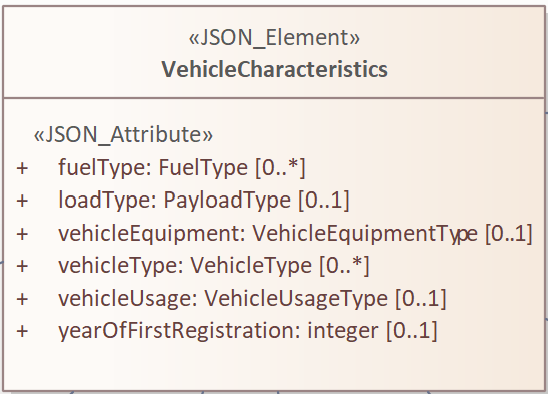 «JSON_Element»
VehicleCharacteristics
«JSON_Attribute»
+ fuelType: FuelType [0..*]
+ loadType: PayloadType [0..1]
+ vehicleEquipment: VehicleEquipmentType [0..1]
+ vehicleType: VehicleType [0..*]
+ vehicleUsage: VehicleUsageType [0..1]
+ yearOfFirstRegistration: integer [0..1]